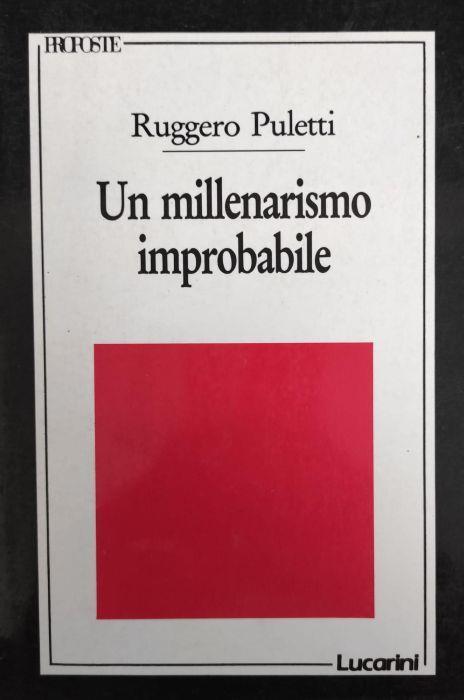 PROPOSTE
Ruggero Puletti
Un millenarismo
improbabile
Lucarini